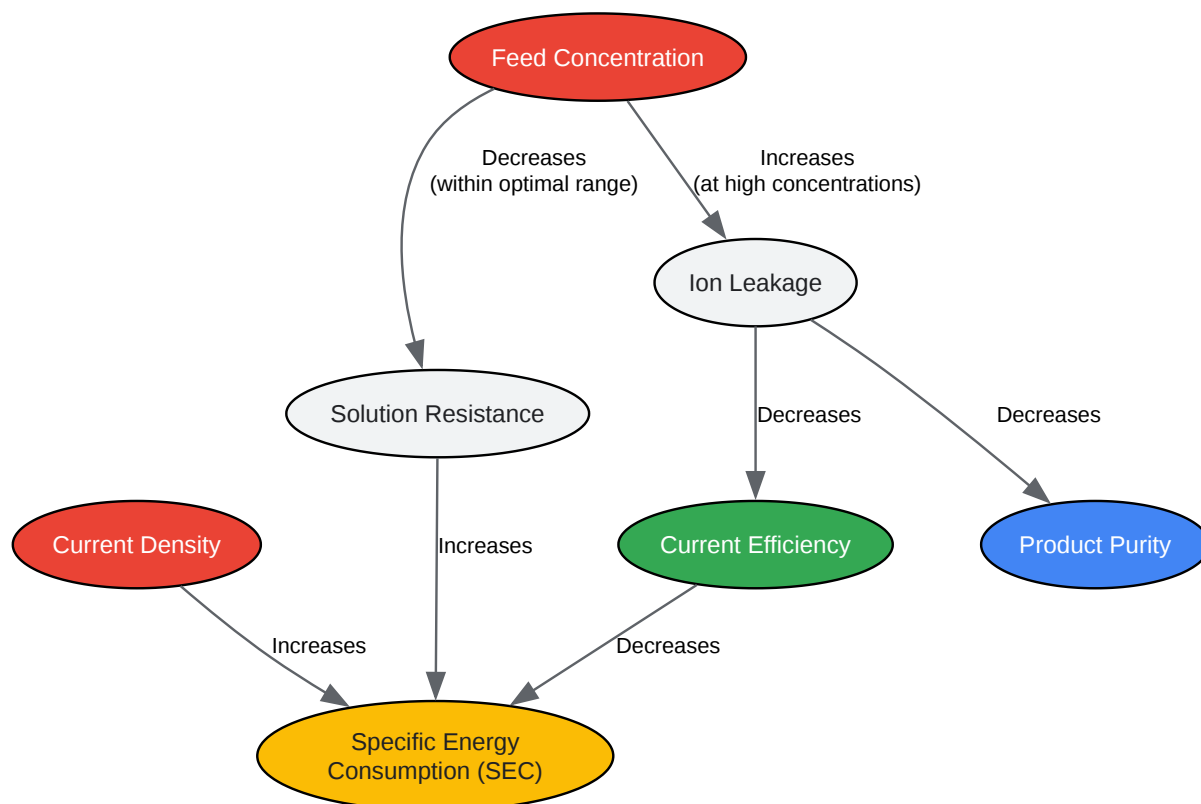 Feed Concentration
Decreases
(within optimal range)
Increases
(at high concentrations)
Ion Leakage
Solution Resistance
Decreases
Decreases
Current Density
Increases
Current Efficiency
Product Purity
Increases
Decreases
Specific Energy
Consumption (SEC)